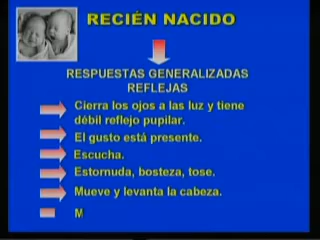 RECIÉN NACIDO
RESPUESTAS GENERALIZADAS
REFLEJAS
Cierra los ojos a las luz y tiene
débil reflejo pupilar.
El gusto está presente.
Escucha.
Estornuda, bosteza, tose.
Mueve y levanta la cabeza.
M